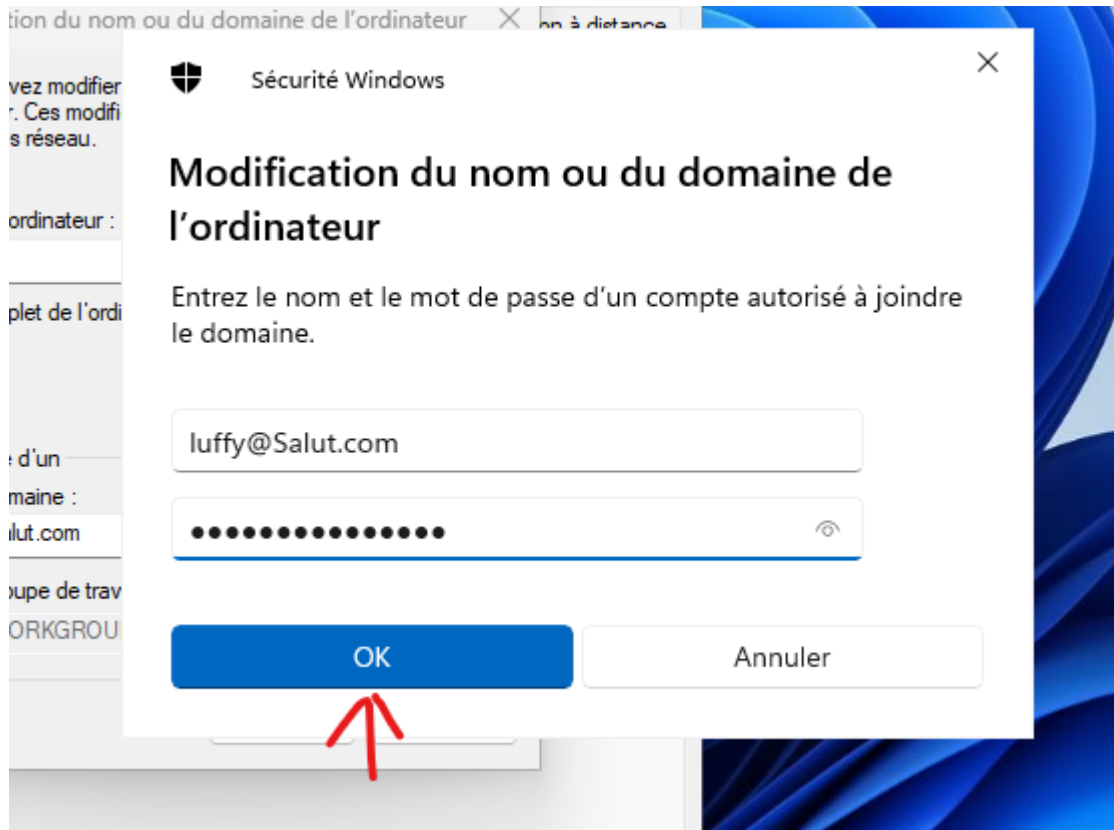 tion du nom ou du domaine de l'ordinateur
on à distance
Sécurité Windows
vez modifier
r. Ces modifi
s réseau.
Modification du nom ou du domaine de
l'ordinateur
ordinateur :
Entrez le nom et le mot de passe d'un compte autorisé à joindre
le domaine.
plet de l'ordi
luffy@Salut.com
d'un
maine :
alut.com
oupe de trav
ORKGROU
OK
Annuler